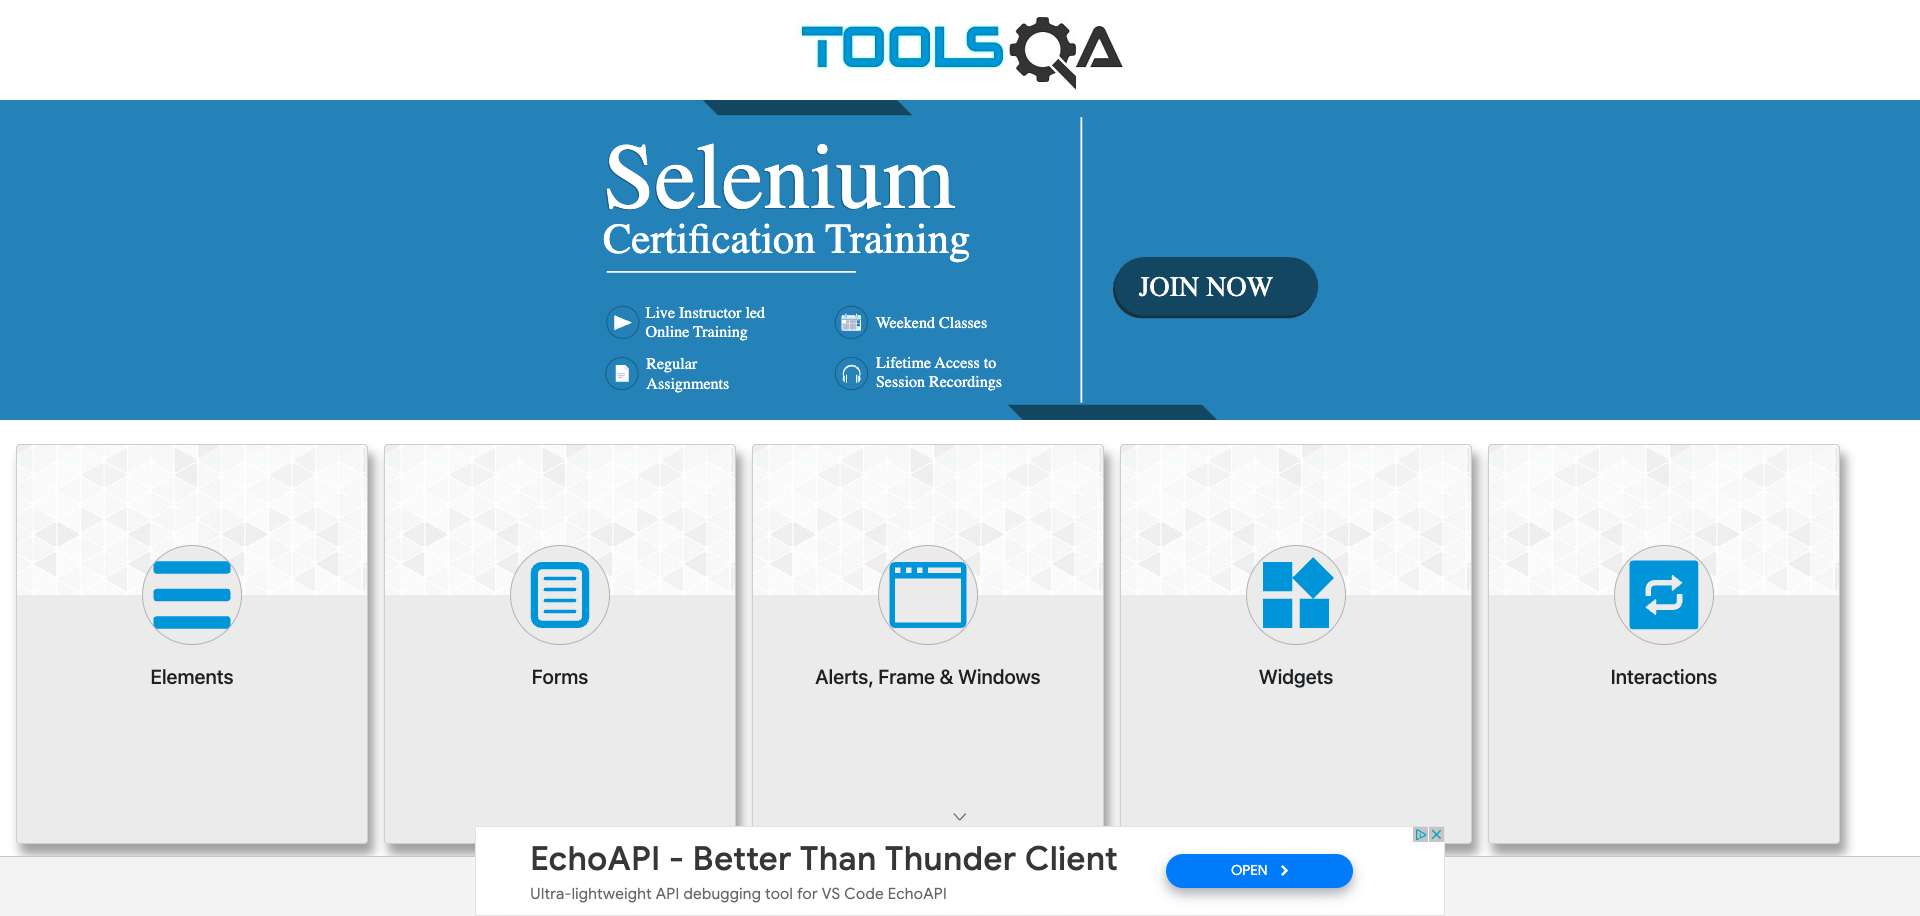 TOOLSQA
Selenium
Certification Training
JOIN NOW
Live Instructor led
Online Training
Weekend Classes
Regular
Assignments
Lifetime Access to
Session Recordings
Elements
Forms
Alerts, Frame & Windows
Widgets
Interactions
EchoAPI - Better Than Thunder Client
Ultra-lightweight API debugging tool for VS Code EchoAPI
OPEN